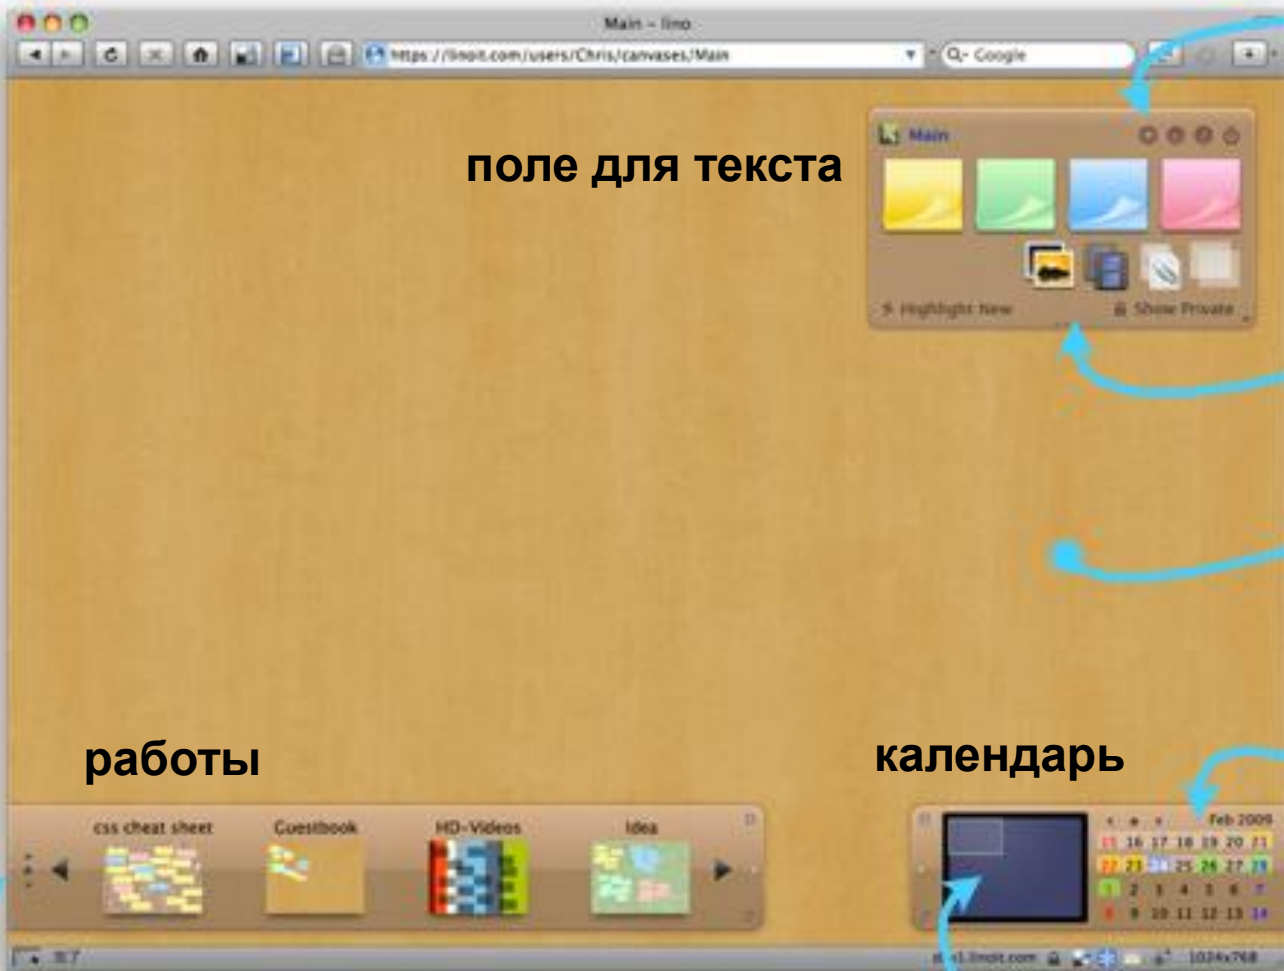 Main - lino
https://linoit.com/users/Chris/canvases/Main
Google
Main
поле для текста
Highlight New
Show Private
работы
календарь
css cheat sheet
Guestbook
HD-Videos
Idea
Feb 2009
15 16 17 18 19 20 21
22 23 24 25 26 27 28
1 2 3 4 5 6 7
8 9 10 11 12 13 14
完了
1024x768